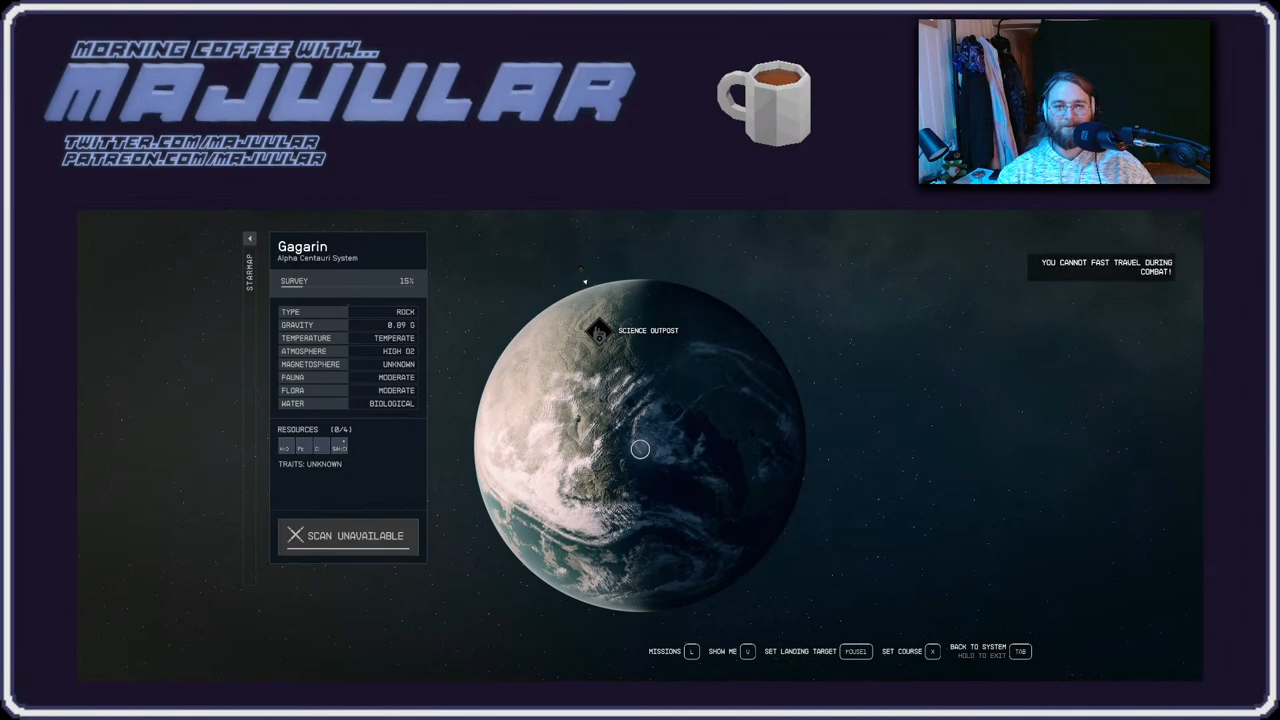 MORNING COFFEE WITH...
MAJUULAR
TWITTER.COM/MAJUULAR
PATREON.COM/MAJUULAR
STARMAP
Gagarin
Alpha Centauri System
SURVEY 15%
TYPE ROCK
GRAVITY 0.89 G
TEMPERATURE TEMPERATE
ATMOSPHERE HIGH O2
MAGNETOSPHERE UNKNOWN
FAUNA MODERATE
FLORA MODERATE
WATER BIOLOGICAL
RESOURCES (0/4)
TRAITS: UNKNOWN
SCAN UNAVAILABLE
SCIENCE OUTPOST
YOU CANNOT FAST TRAVEL DURING
COMBAT!
MISSIONS L SHOW ME V SET LANDING TARGET MOUSE1 SET COURSE X BACK TO SYSTEM TAB
HOLD TO EXIT